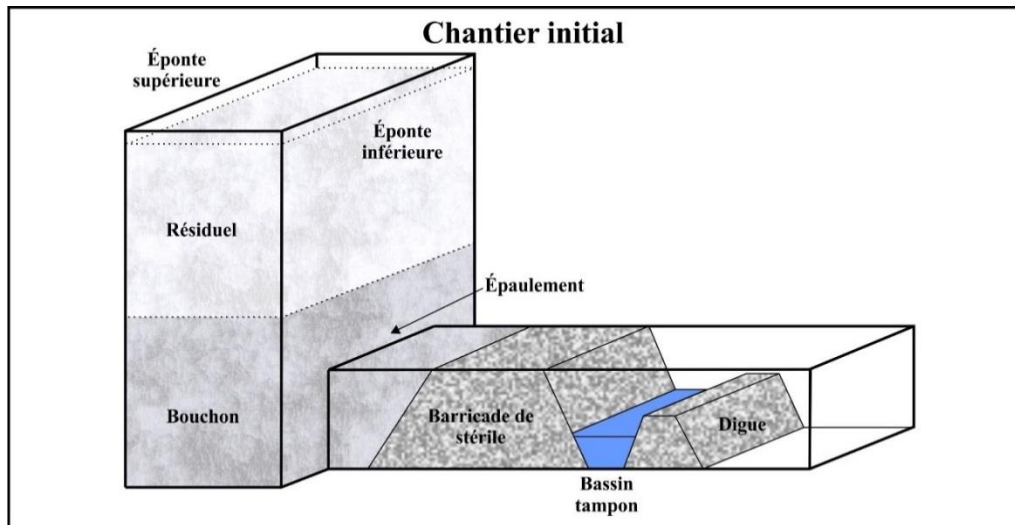 Chantier initial
Éponte
supérieure
Éponte
inférieure
Résiduel
Épaulement
Bouchon
Barricade de
stérile
Digue
Bassin
tampon